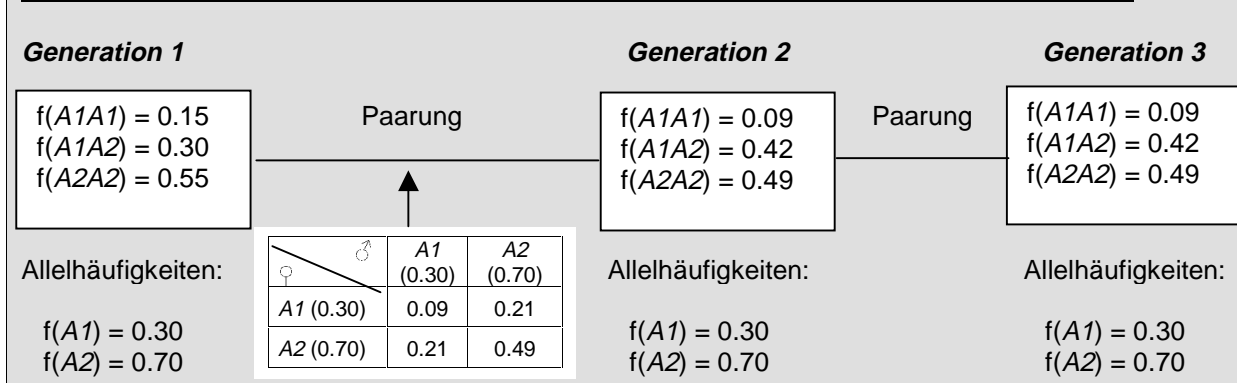 Generation 1 Generation 2 Generation 3
f(A1A1) = 0.15
f(A1A2) = 0.30
f(A2A2) = 0.55
Paarung
f(A1A1) = 0.09
f(A1A2) = 0.42
f(A2A2) = 0.49
Paarung
f(A1A1) = 0.09
f(A1A2) = 0.42
f(A2A2) = 0.49
♀ ♂ A1 (0.30) A2 (0.70)
A1 (0.30) 0.09 0.21
A2 (0.70) 0.21 0.49
Allelhäufigkeiten:
f(A1) = 0.30
f(A2) = 0.70
Allelhäufigkeiten:
f(A1) = 0.30
f(A2) = 0.70
Allelhäufigkeiten:
f(A1) = 0.30
f(A2) = 0.70